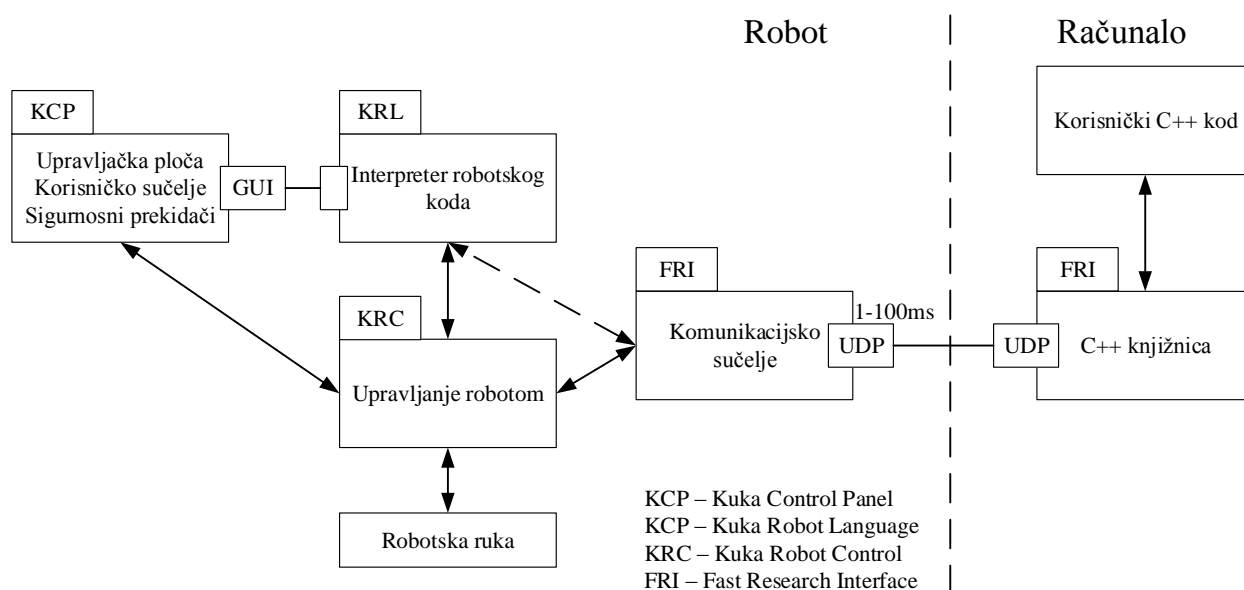 Robot
Računalo
KCP
Upravljačka ploča
Korisničko sučelje
Sigurnosni prekidači
GUI
KRL
Interpreter robotskog
koda
Korisnički C++ kod
KRC
Upravljanje robotom
Robotska ruka
FRI
Komunikacijsko
sučelje
1-100ms
UDP
FRI
UDP
C++ knjižnica
KCP – Kuka Control Panel
KCP – Kuka Robot Language
KRC – Kuka Robot Control
FRI – Fast Research Interface